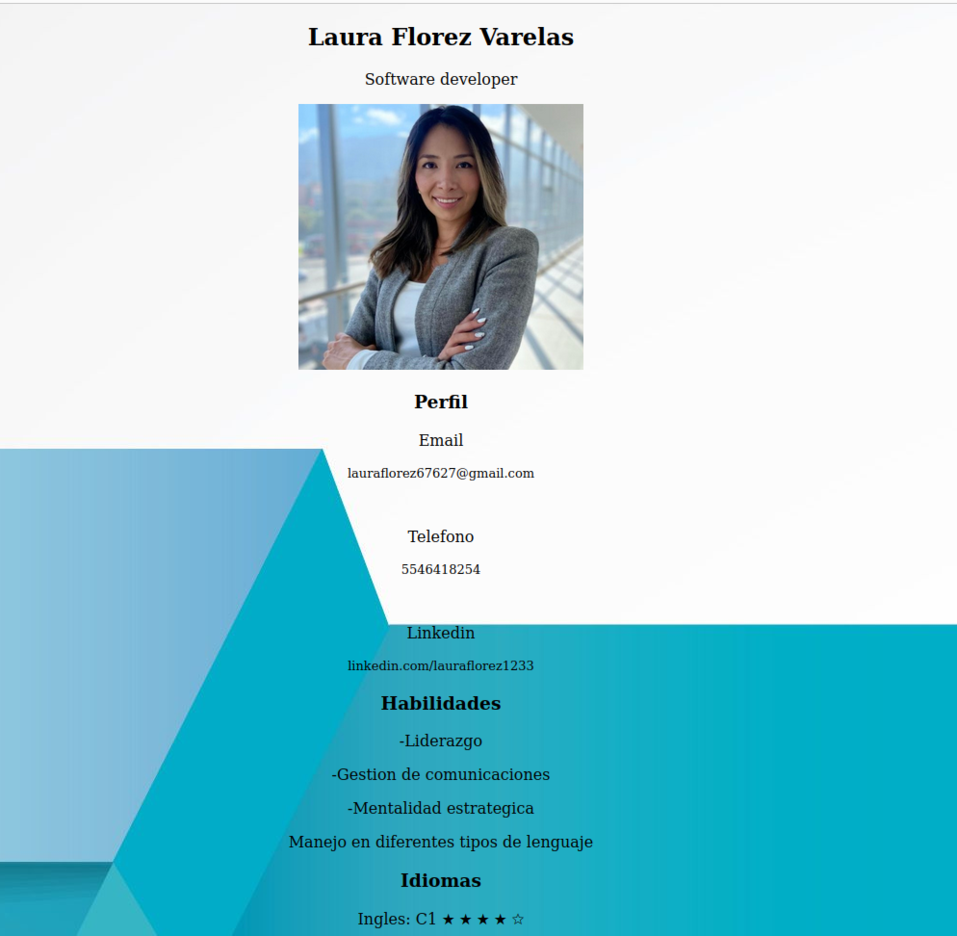 Laura Florez Varelas
Software developer
Perfil
Email
lauraflorez67627@gmail.com
Telefono
5546418254
Linkedin
linkedin.com/lauraflorez1233
Habilidades
-Liderazgo
-Gestion de comunicaciones
-Mentalidad estrategica
Manejo en diferentes tipos de lenguaje
Idiomas
Ingles: C1 ★ ★ ★ ★ ☆